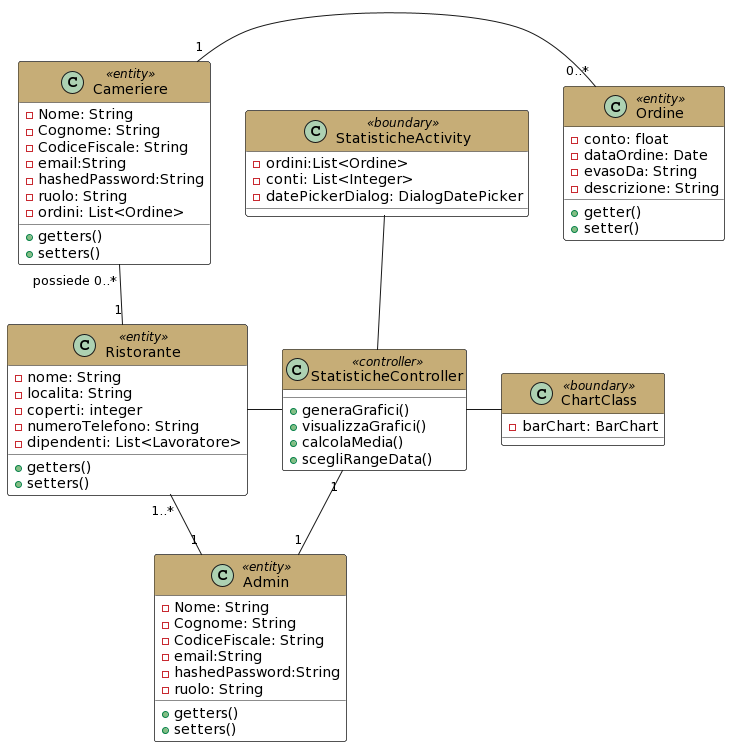 1
0..*
C
«entity»
Cameriere
Nome: String
Cognome: String
CodiceFiscale: String
email:String
hashedPassword:String
ruolo: String
ordini: List<Ordine>
getters()
setters()
C
«boundary»
StatisticheActivity
ordini:List<Ordine>
conti: List<Integer>
datePickerDialog: DialogDatePicker
C
«entity»
Ordine
conto: float
dataOrdine: Date
evasoDa: String
descrizione: String
getter()
setter()
possiede 0..*
1
C
«entity»
Ristorante
nome: String
localita: String
coperti: integer
numeroTelefono: String
dipendenti: List<Lavoratore>
getters()
setters()
C
«controller»
StatisticheController
generaGrafici()
visualizzaGrafici()
calcolaMedia()
scegliRangeData()
C
«boundary»
ChartClass
barChart: BarChart
1..*
1
1
1
C
«entity»
Admin
Nome: String
Cognome: String
CodiceFiscale: String
email:String
hashedPassword:String
ruolo: String
getters()
setters()